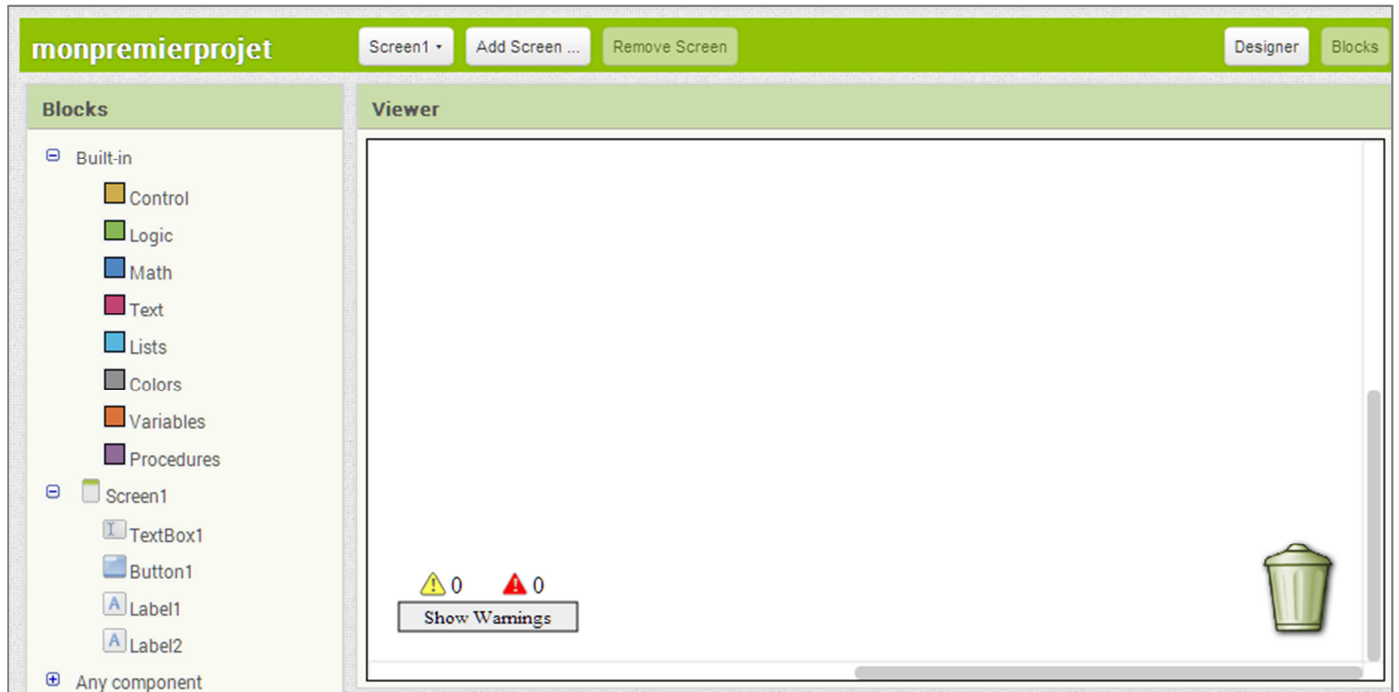 monpremierprojet
Screen1
Add Screen ...
Remove Screen
Designer
Blocks
Blocks
Viewer
Built-in
Control
Logic
Math
Text
Lists
Colors
Variables
Procedures
Screen1
TextBox1
Button1
A Label1
A Label2
Any component
0
0
Show Warnings